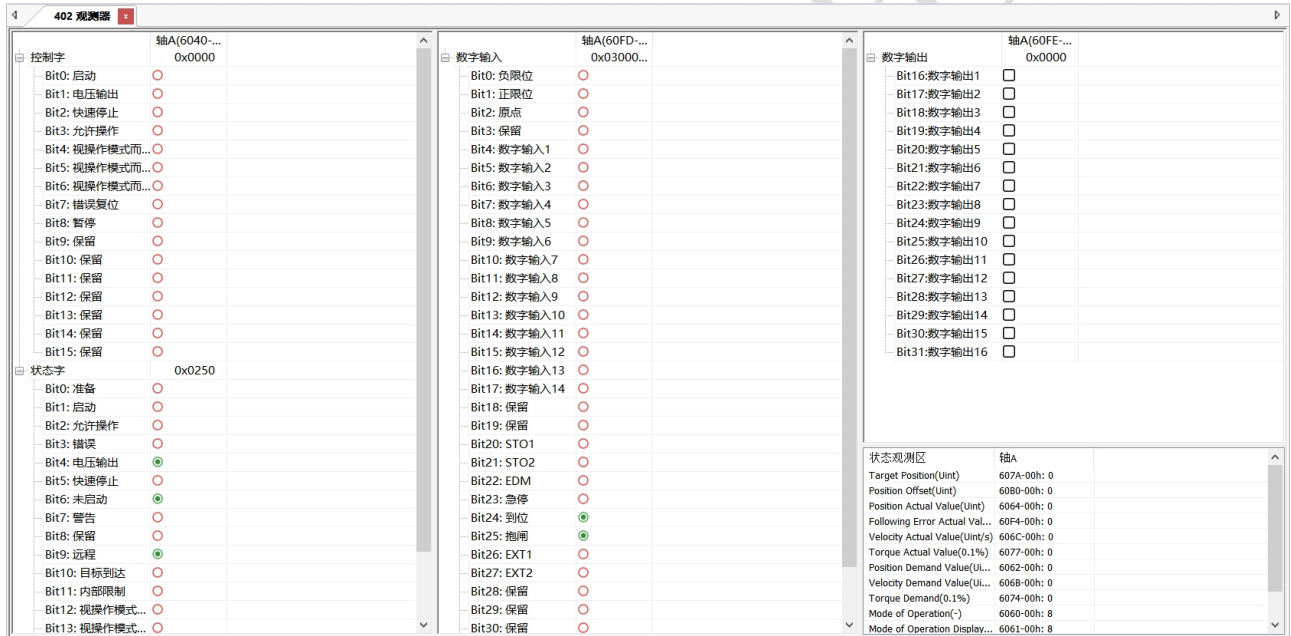 402 观测器 x
轴A(6040-...
控制字 0x0000
Bit0: 启动
Bit1: 电压输出
Bit2: 快速停止
Bit3: 允许操作
Bit4: 视操作模式而...
Bit5: 视操作模式而...
Bit6: 视操作模式而...
Bit7: 错误复位
Bit8: 暂停
Bit9: 保留
Bit10: 保留
Bit11: 保留
Bit12: 保留
Bit13: 保留
Bit14: 保留
Bit15: 保留
状态字 0x0250
Bit0: 准备
Bit1: 启动
Bit2: 允许操作
Bit3: 错误
Bit4: 电压输出
Bit5: 快速停止
Bit6: 未启动
Bit7: 警告
Bit8: 保留
Bit9: 远程
Bit10: 目标到达
Bit11: 内部限制
Bit12: 视操作模式...
Bit13: 视操作模式...
轴A(60FD-...
数字输入 0x03000...
Bit0: 负限位
Bit1: 正限位
Bit2: 原点
Bit3: 保留
Bit4: 数字输入1
Bit5: 数字输入2
Bit6: 数字输入3
Bit7: 数字输入4
Bit8: 数字输入5
Bit9: 数字输入6
Bit10: 数字输入7
Bit11: 数字输入8
Bit12: 数字输入9
Bit13: 数字输入10
Bit14: 数字输入11
Bit15: 数字输入12
Bit16: 数字输入13
Bit17: 数字输入14
Bit18: 保留
Bit19: 保留
Bit20: STO1
Bit21: STO2
Bit22: EDM
Bit23: 急停
Bit24: 到位
Bit25: 抱闸
Bit26: EXT1
Bit27: EXT2
Bit28: 保留
Bit29: 保留
Bit30: 保留
轴A(60FE-...
数字输出 0x0000
Bit16:数字输出1
Bit17:数字输出2
Bit18:数字输出3
Bit19:数字输出4
Bit20:数字输出5
Bit21:数字输出6
Bit22:数字输出7
Bit23:数字输出8
Bit24:数字输出9
Bit25:数字输出10
Bit26:数字输出11
Bit27:数字输出12
Bit28:数字输出13
Bit29:数字输出14
Bit30:数字输出15
Bit31:数字输出16
状态观测区 轴A
Target Position(Uint) 607A-00h: 0
Position Offset(Uint) 60B0-00h: 0
Position Actual Value(Uint) 6064-00h: 0
Following Error Actual Val... 60F4-00h: 0
Velocity Actual Value(Uint/s) 606C-00h: 0
Torque Actual Value(0.1%) 6077-00h: 0
Position Demand Value(Ui... 6062-00h: 0
Velocity Demand Value(Ui... 606B-00h: 0
Torque Demand(0.1%) 6074-00h: 0
Mode of Operation(-) 6060-00h: 8
Mode of Operation Display... 6061-00h: 8